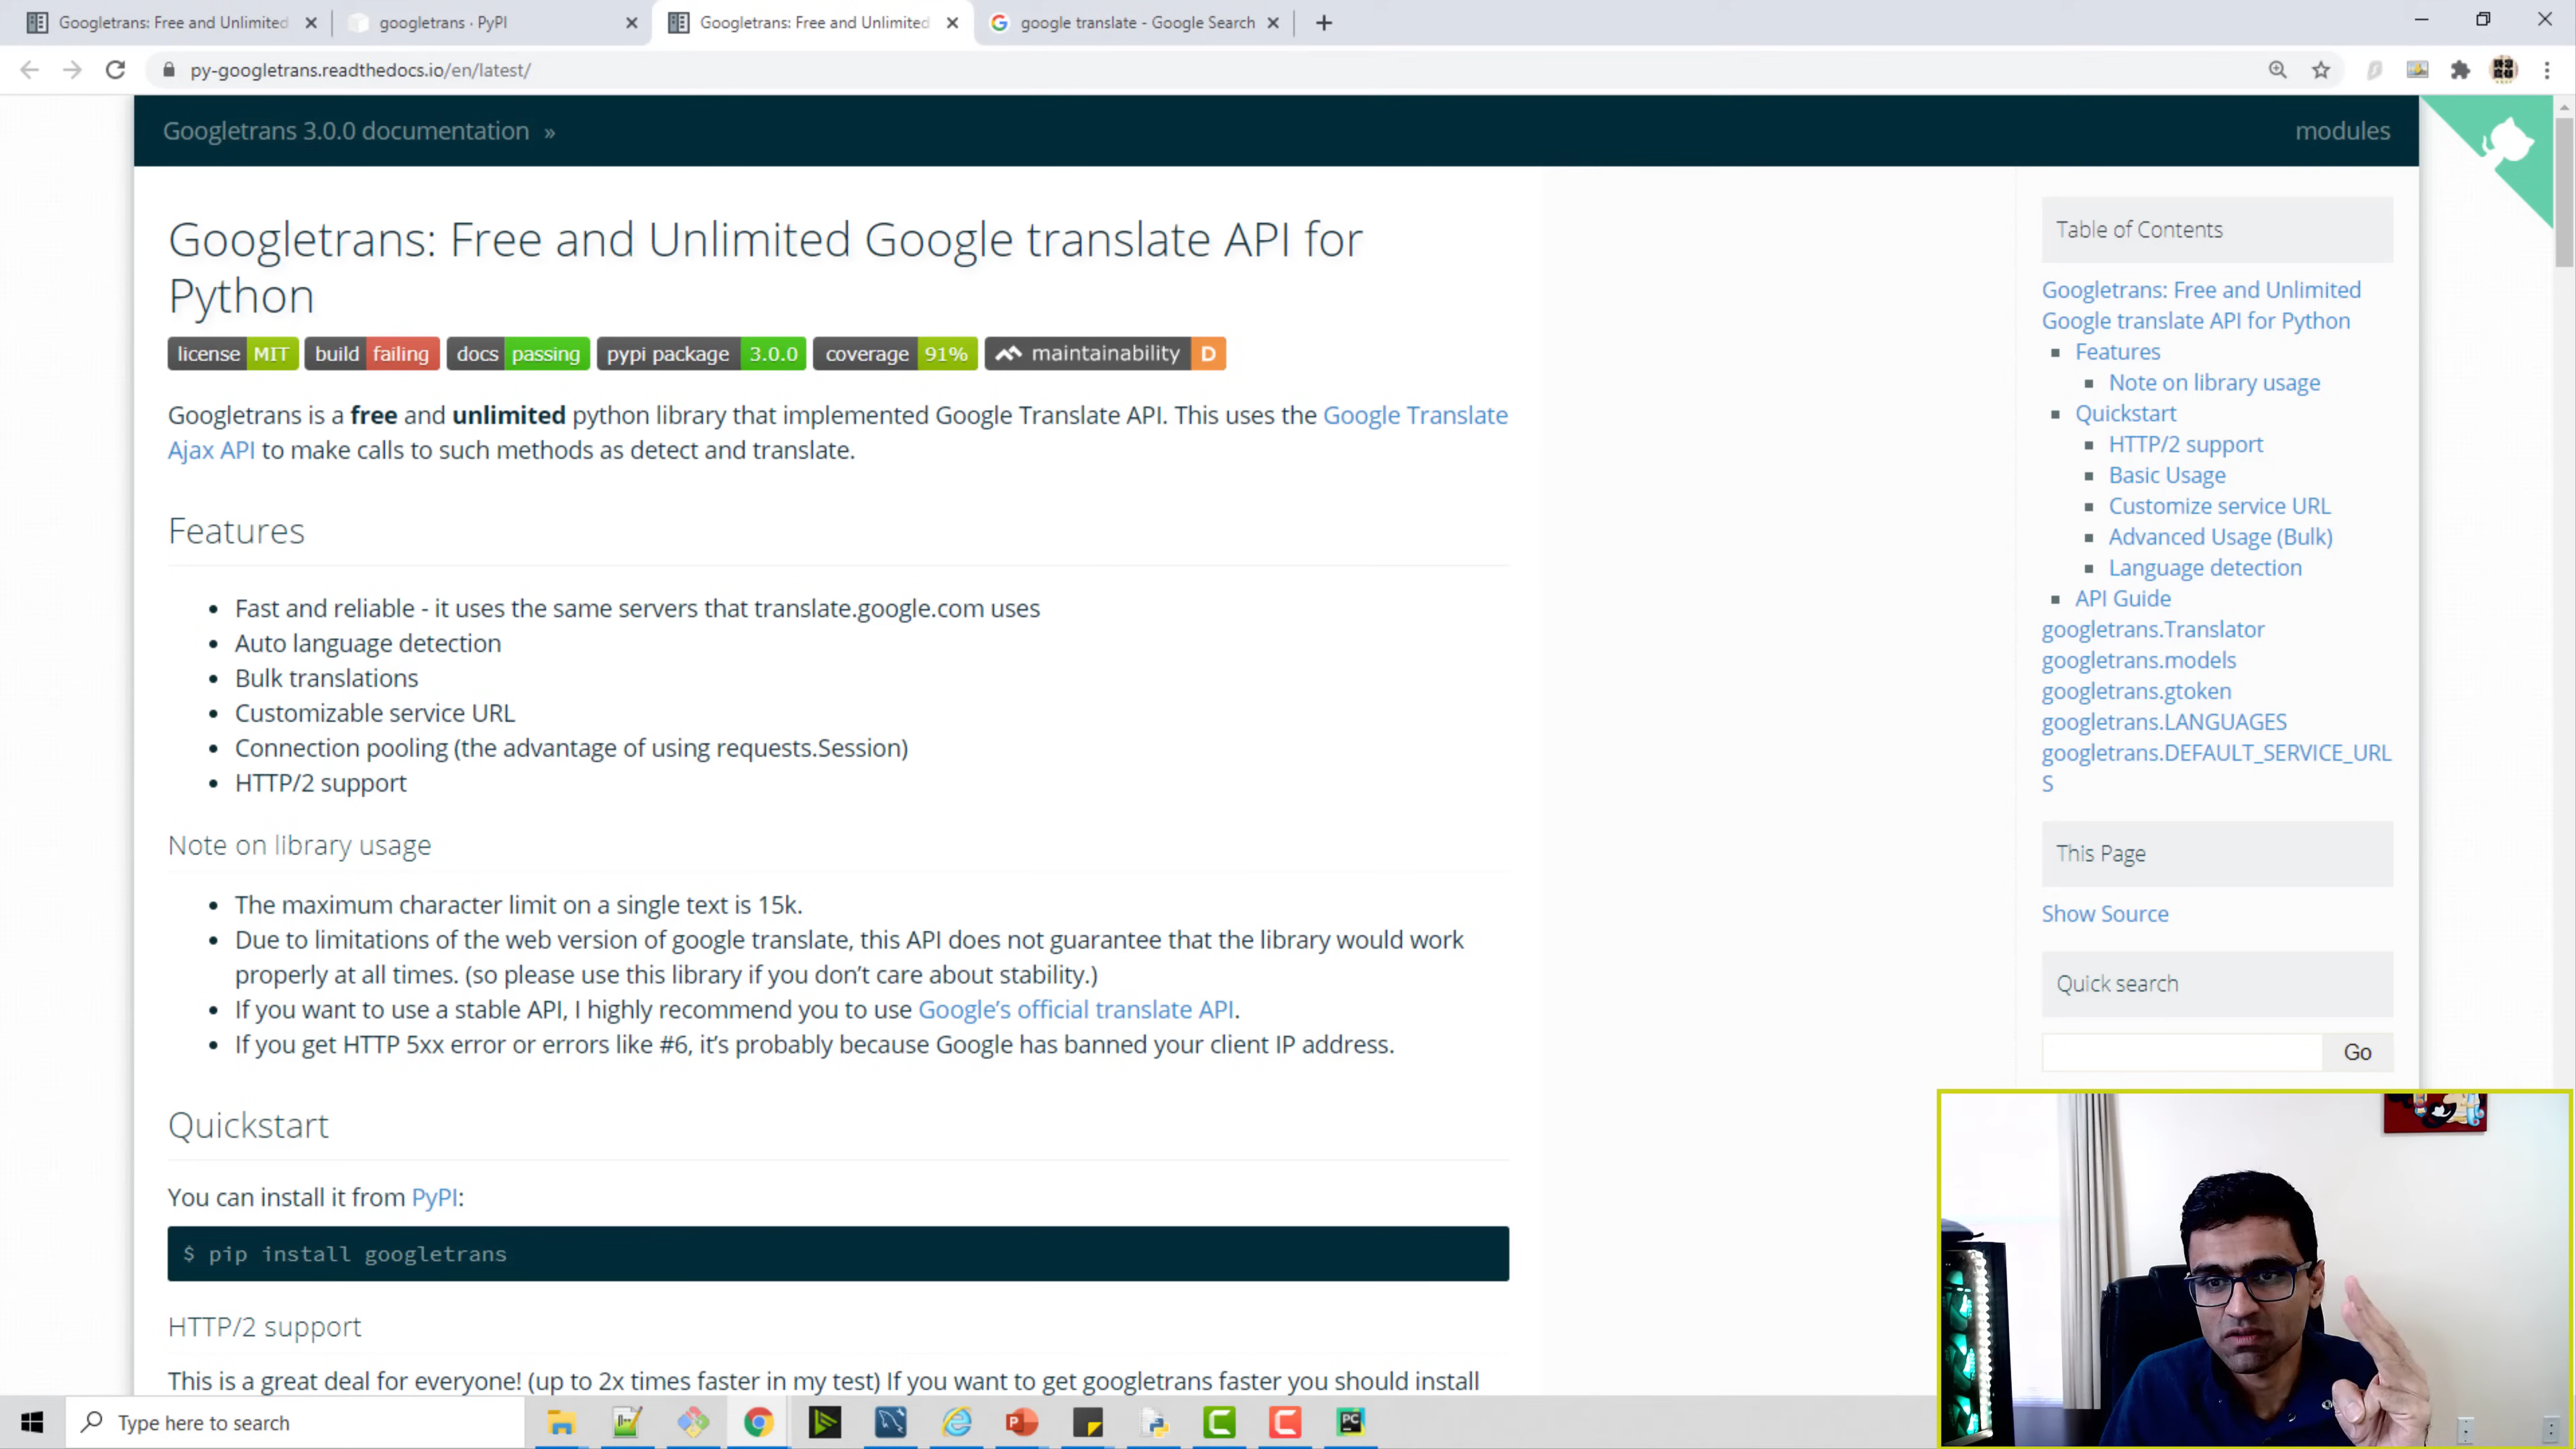 Googletrans: Free and Unlimited
googletrans · PyPI
Googletrans: Free and Unlimited
google translate - Google Search
py-googletrans.readthedocs.io/en/latest/
Googletrans 3.0.0 documentation »
modules
Googletrans: Free and Unlimited Google translate API for
Python
license MIT
build failing
docs passing
pypi package 3.0.0
coverage 91%
maintainability D
Googletrans is a free and unlimited python library that implemented Google Translate API. This uses the Google Translate
Ajax API to make calls to such methods as detect and translate.
Features
Fast and reliable - it uses the same servers that translate.google.com uses
Auto language detection
Bulk translations
Customizable service URL
Connection pooling (the advantage of using requests.Session)
HTTP/2 support
Note on library usage
The maximum character limit on a single text is 15k.
Due to limitations of the web version of google translate, this API does not guarantee that the library would work
properly at all times. (so please use this library if you don’t care about stability.)
If you want to use a stable API, I highly recommend you to use Google’s official translate API.
If you get HTTP 5xx error or errors like #6, it’s probably because Google has banned your client IP address.
Quickstart
You can install it from PyPI:
$ pip install googletrans
HTTP/2 support
This is a great deal for everyone! (up to 2x times faster in my test) If you want to get googletrans faster you should install
Table of Contents
Googletrans: Free and Unlimited
Google translate API for Python
Features
Note on library usage
Quickstart
HTTP/2 support
Basic Usage
Customize service URL
Advanced Usage (Bulk)
Language detection
API Guide
googletrans.Translator
googletrans.models
googletrans.gtoken
googletrans.LANGUAGES
googletrans.DEFAULT_SERVICE_URL
S
This Page
Show Source
Quick search
Go
Type here to search